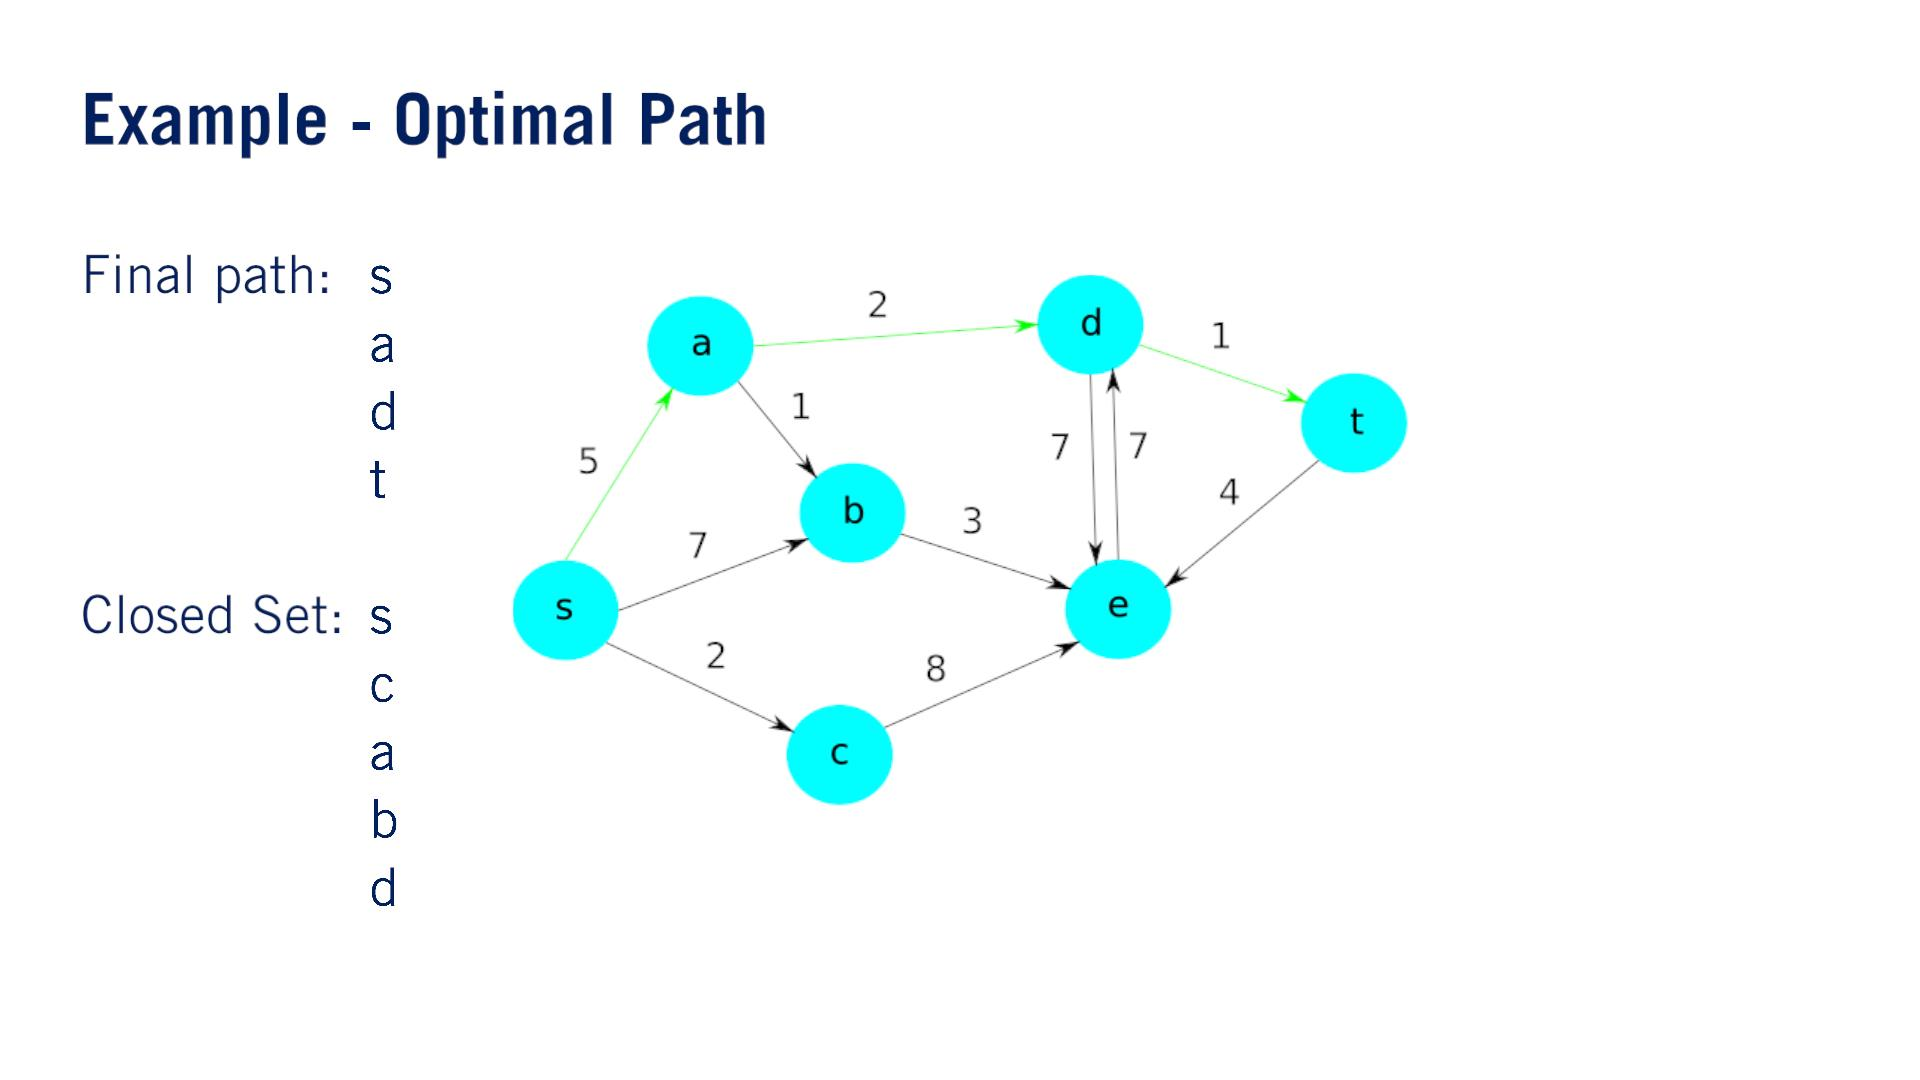 Example - Optimal Path
Final path: s
a
d
t
Closed Set: s
c
a
b
d
a
2
d
1
t
1
5
7
7
4
b
3
7
s
e
2
8
c